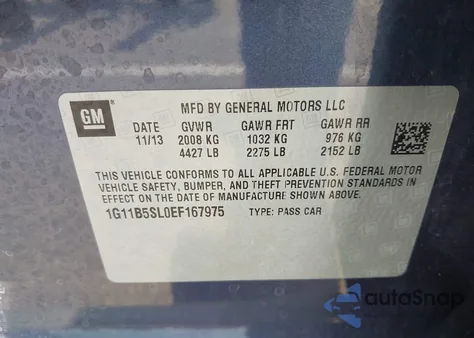 GM
MFD BY GENERAL MOTORS LLC
DATE GVWR GAWR FRT GAWR RR
11/13 2008 KG 1032 KG 976 KG
4427 LB 2275 LB 2152 LB
THIS VEHICLE CONFORMS TO ALL APPLICABLE U.S. FEDERAL MOTOR
VEHICLE SAFETY, BUMPER, AND THEFT PREVENTION STANDARDS IN
EFFECT ON THE DATE OF MANUFACTURE SHOWN ABOVE.
1G11B5SL0EF167975 TYPE: PASS CAR
autoSnap